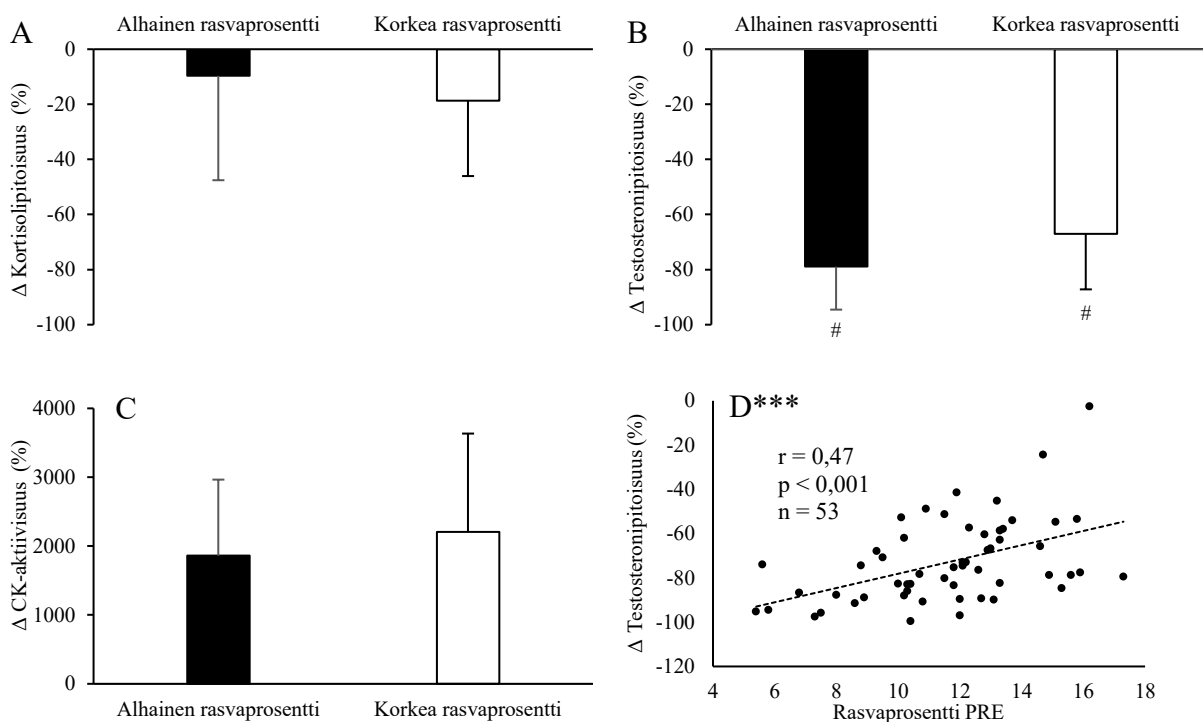 A
Alhainen rasvaprosentti
Korkea rasvaprosentti
0
-20
-40
-60
-80
-100
Δ Kortisolipitoisuus (%)
B
Alhainen rasvaprosentti
Korkea rasvaprosentti
0
-20
-40
-60
-80
-100
Δ Testosteronipitoisuus (%)
#
#
C
4000
3000
2000
1000
0
Δ CK-aktiivisuus (%)
Alhainen rasvaprosentti
Korkea rasvaprosentti
D***
r = 0,47
p < 0,001
n = 53
0
-20
-40
-60
-80
-100
-120
Δ Testosteronipitoisuus (%)
4 6 8 10 12 14 16 18
Rasvaprosentti PRE